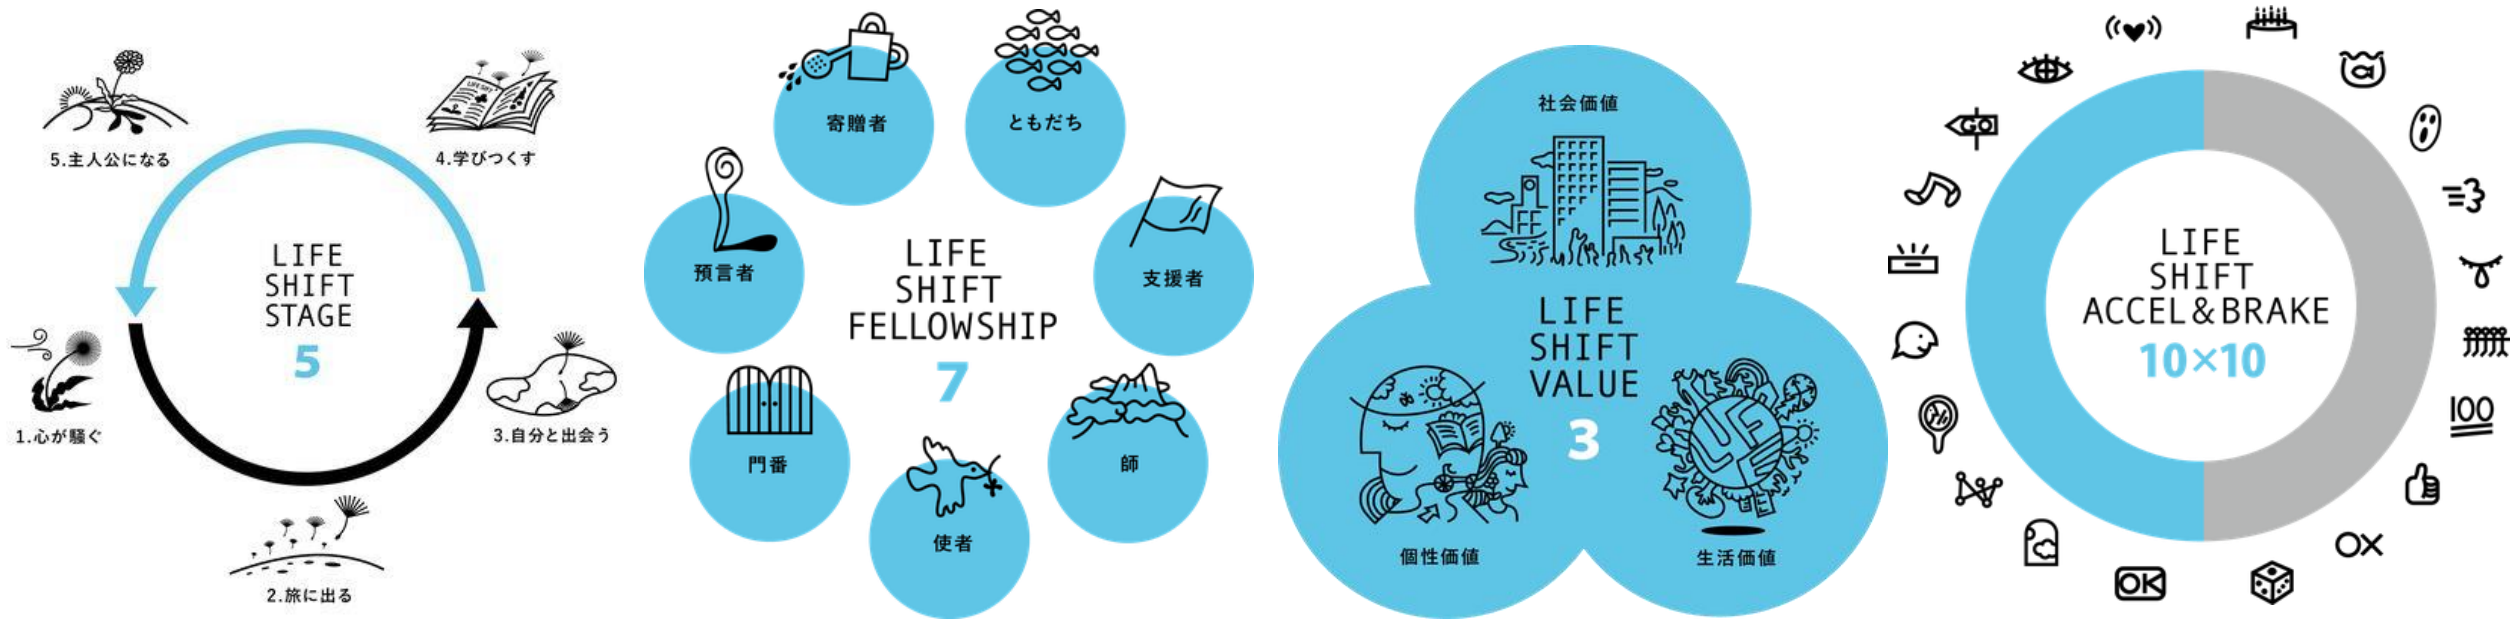 5.主人公になる
4.学びつくす
LIFE
SHIFT
STAGE
5
1.心が騒ぐ
3.自分と出会う
2.旅に出る
寄贈者
ともだち
預言者
支援者
LIFE
SHIFT
FELLOWSHIP
7
門番
師
使者
社会価値
LIFE
SHIFT
VALUE
3
LIFE
個性価値
生活価値
GO
LIFE
SHIFT
ACCEL&BRAKE
10×10
100
OK